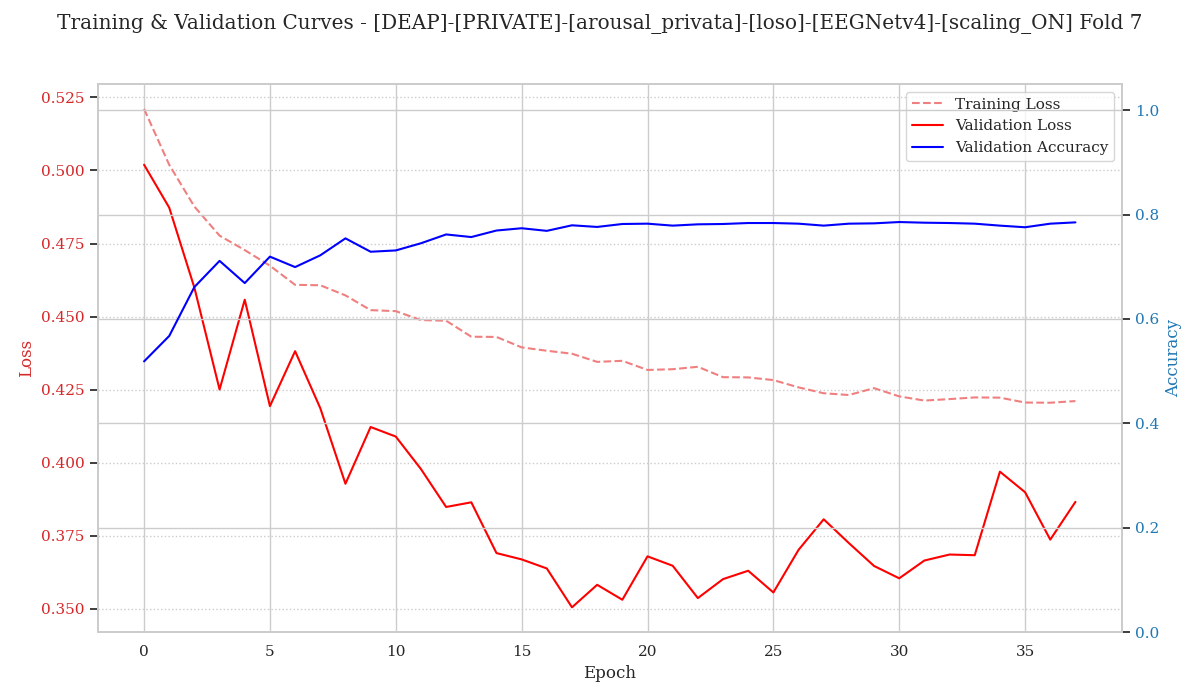 Training & Validation Curves - [DEAP]-[PRIVATE]-[arousal_privata]-[loso]-[EEGNetv4]-[scaling_ON] Fold 7
Training Loss
Validation Loss
Validation Accuracy
Loss
0.525
0.500
0.475
0.450
0.425
0.400
0.375
0.350
Accuracy
1.0
0.8
0.6
0.4
0.2
0.0
0 5 10 15 20 25 30 35
Epoch